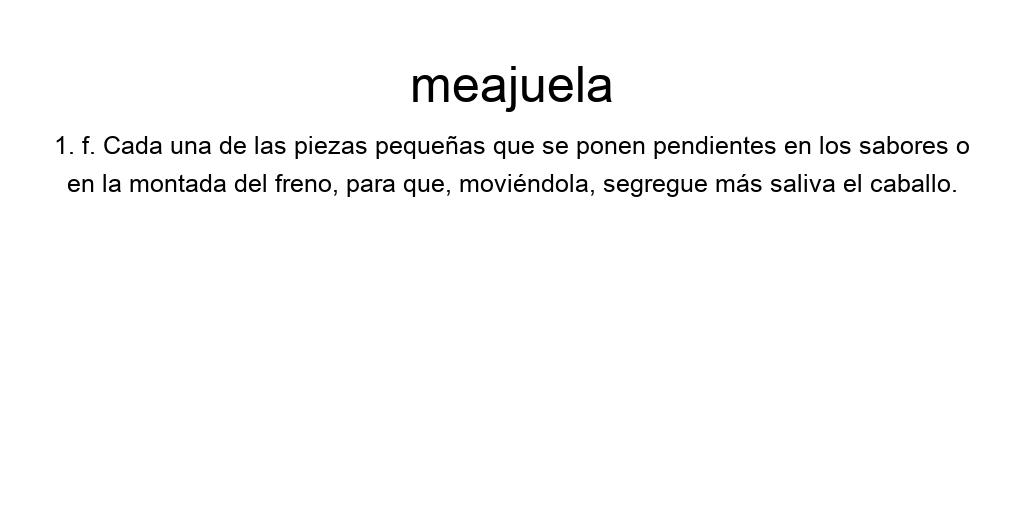 meajuela
1. f. Cada una de las piezas pequeñas que se ponen pendientes en los sabores o
en la montada del freno, para que, moviéndola, segregue más saliva el caballo.